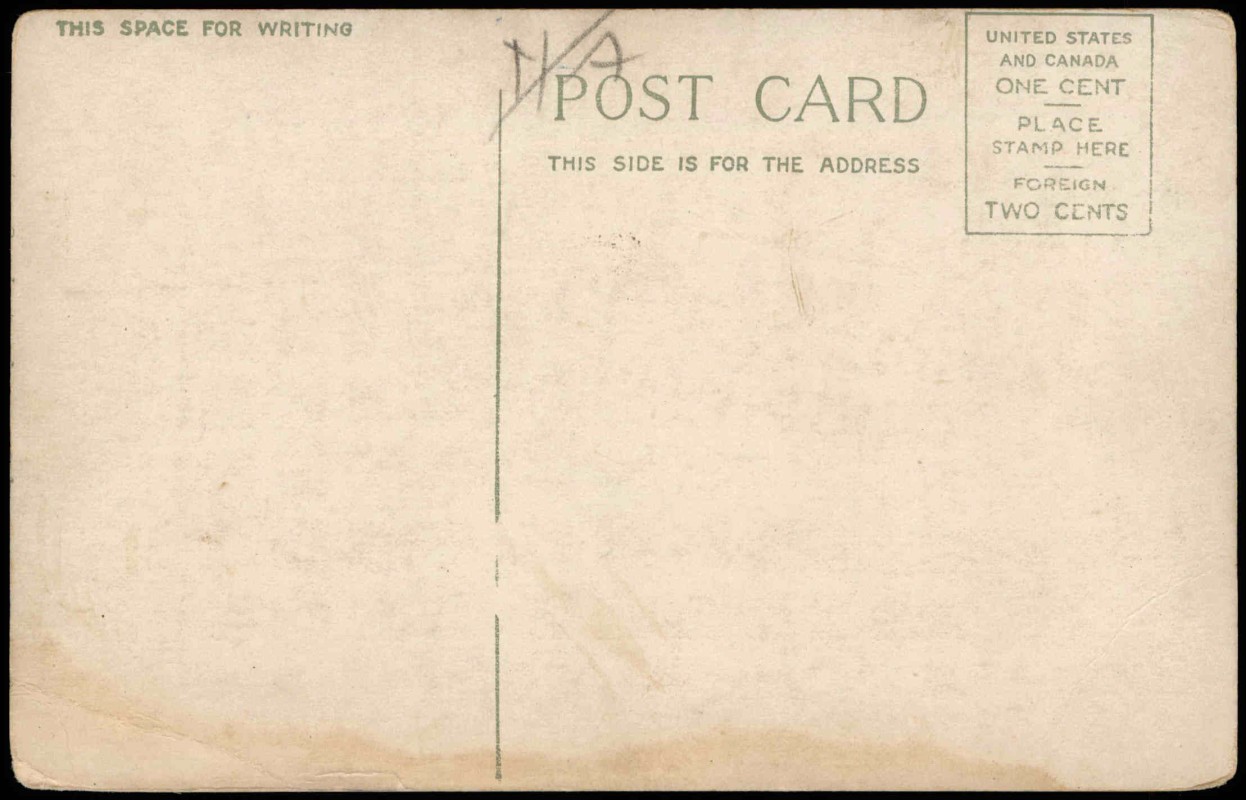 THIS SPACE FOR WRITING
N/A
POST CARD
THIS SIDE IS FOR THE ADDRESS
UNITED STATES
AND CANADA
ONE CENT
PLACE
STAMP HERE
FOREIGN
TWO CENTS